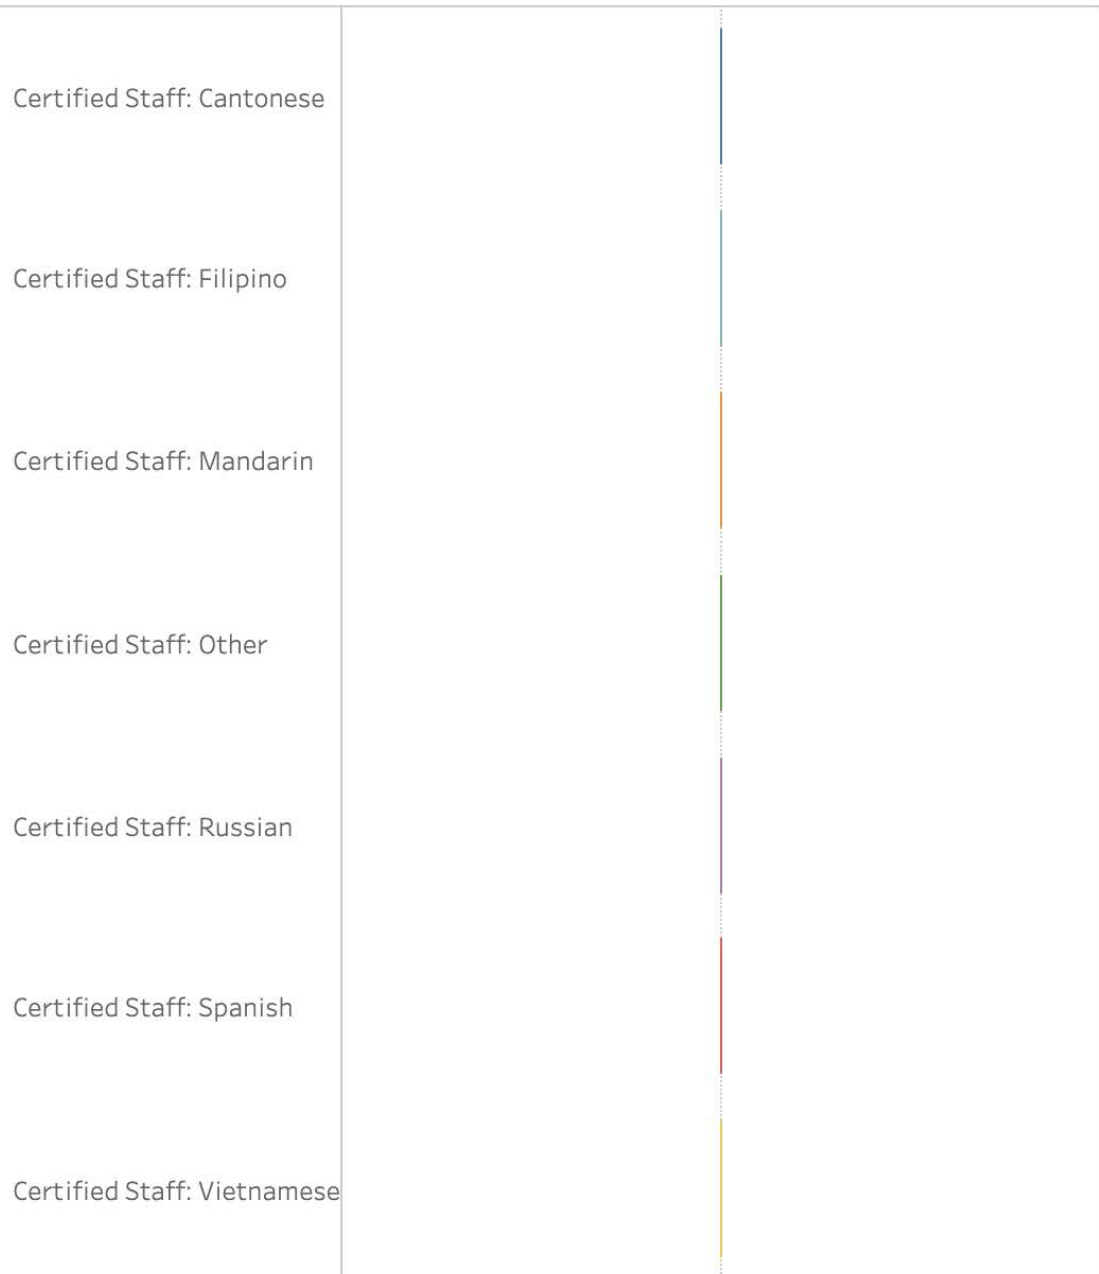 Certified Staff: Cantonese
Certified Staff: Filipino
Certified Staff: Mandarin
Certified Staff: Other
Certified Staff: Russian
Certified Staff: Spanish
Certified Staff: Vietnamese